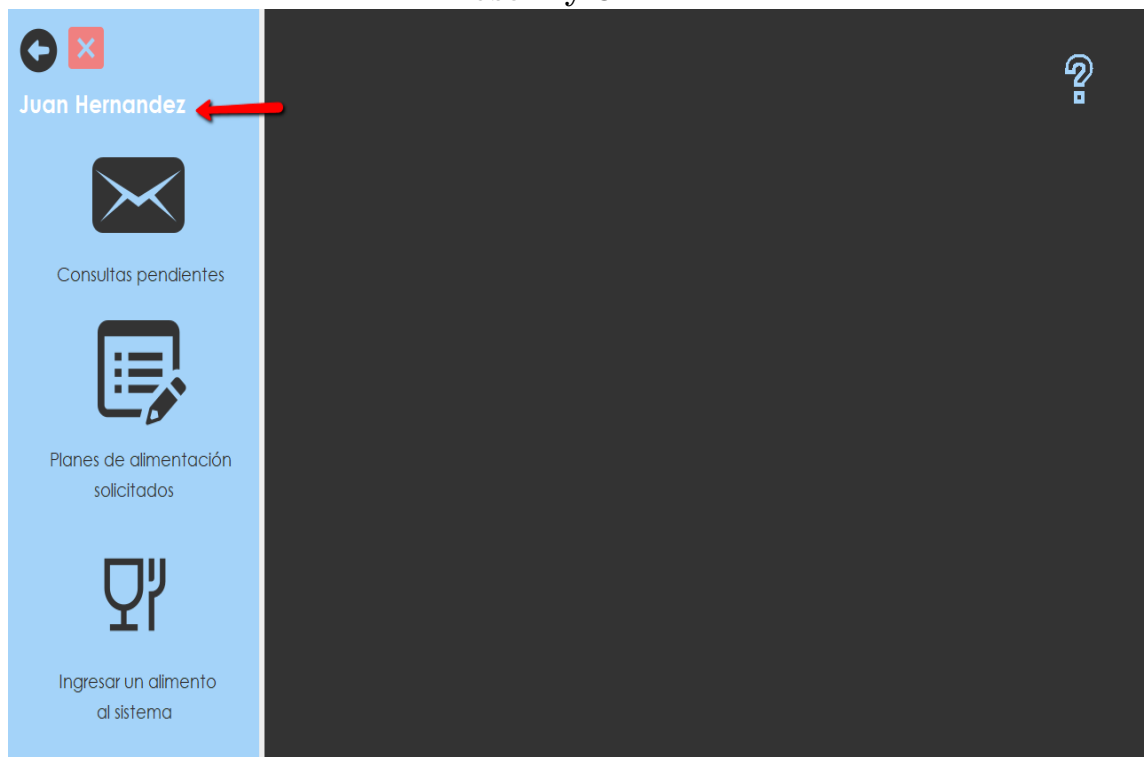 Juan Hernandez
Consultas pendientes
Planes de alimentación
solicitados
Ingresar un alimento
al sistema